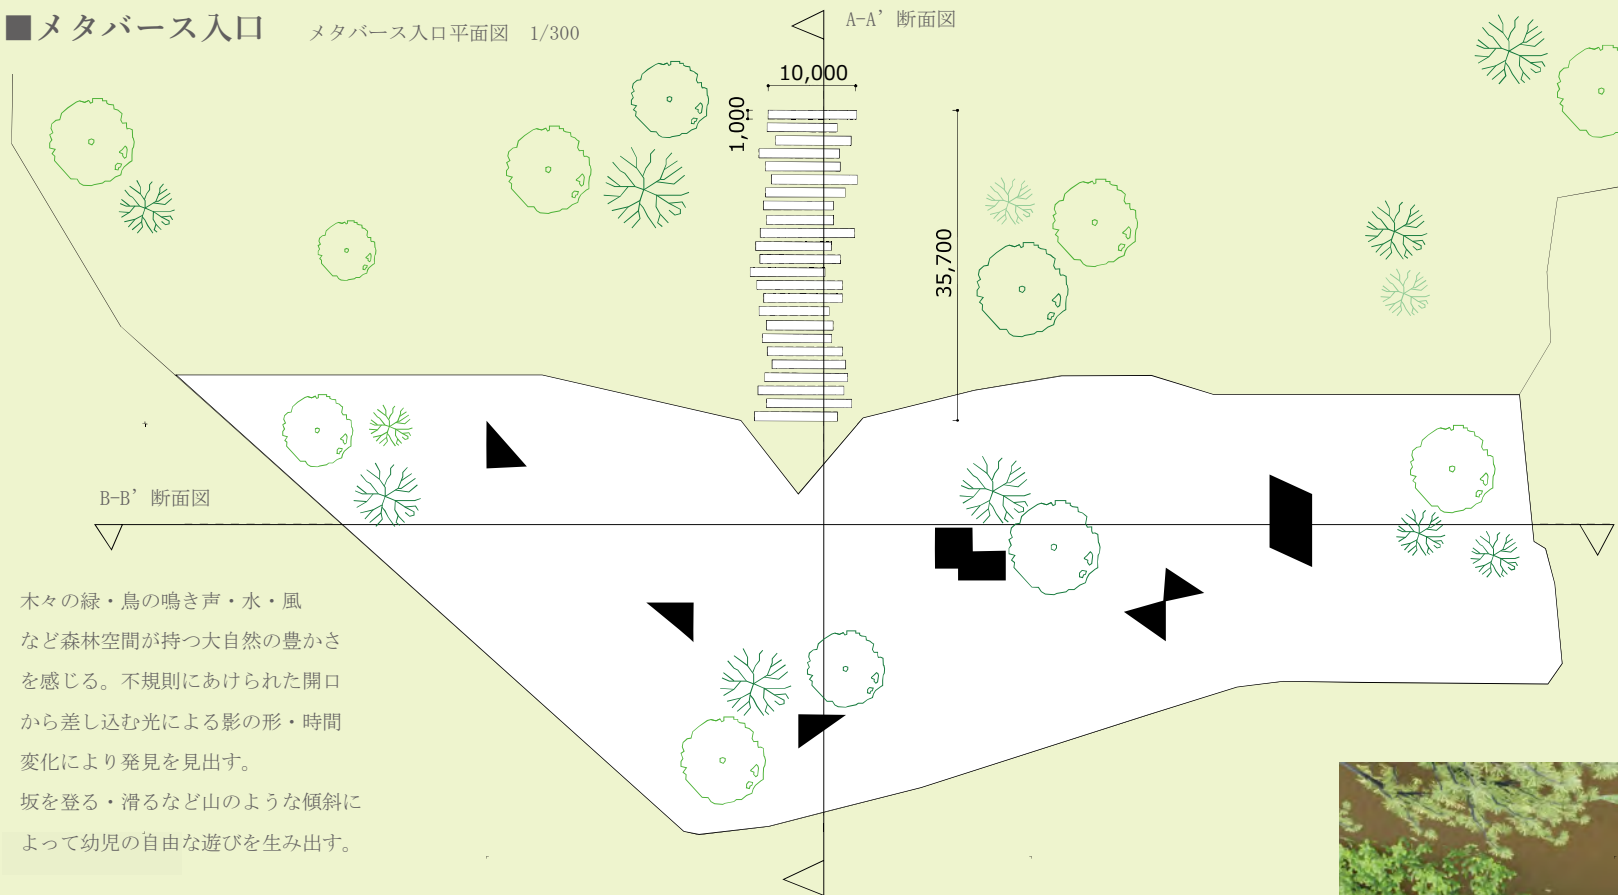 ■メタバース入口
メタバース入口平面図 1/300
A-A’断面図
10,000
1,000
35,700
B-B’断面図
木々の緑・鳥の鳴き声・水・風
など森林空間が持つ大自然の豊かさ
を感じる。不規則にあけられた開口
から差し込む光による影の形・時間
変化により発見を見出す。
坂を登る・滑るなど山のような傾斜に
よって幼児の自由な遊びを生み出す。